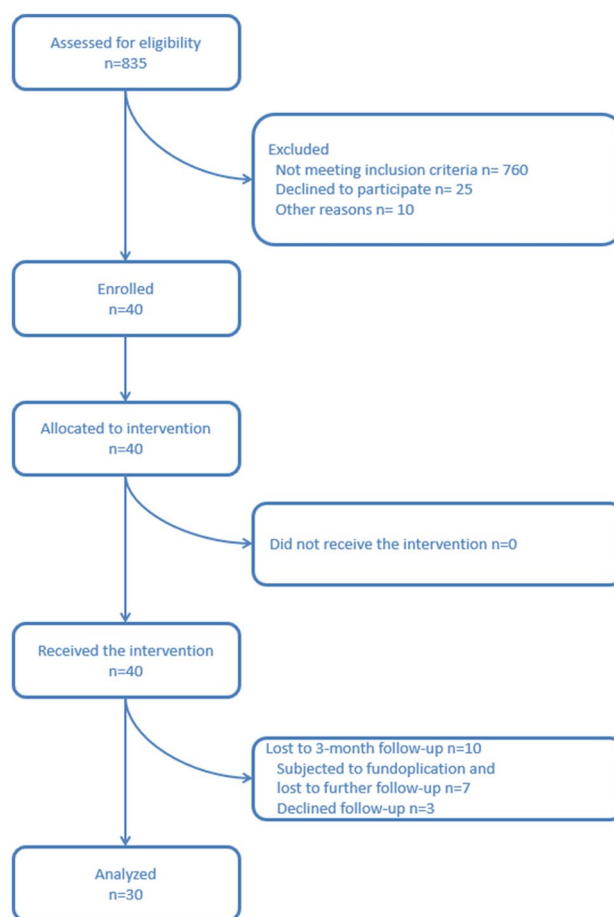 Assessed for eligibility
n=835
Excluded
Not meeting inclusion criteria n= 760
Declined to participate n= 25
Other reasons n= 10
Enrolled
n=40
Allocated to intervention
n=40
Did not receive the intervention n=0
Received the intervention
n=40
Lost to 3-month follow-up n=10
Subjected to fundoplication and
lost to further follow-up n=7
Declined follow-up n=3
Analyzed
n=30